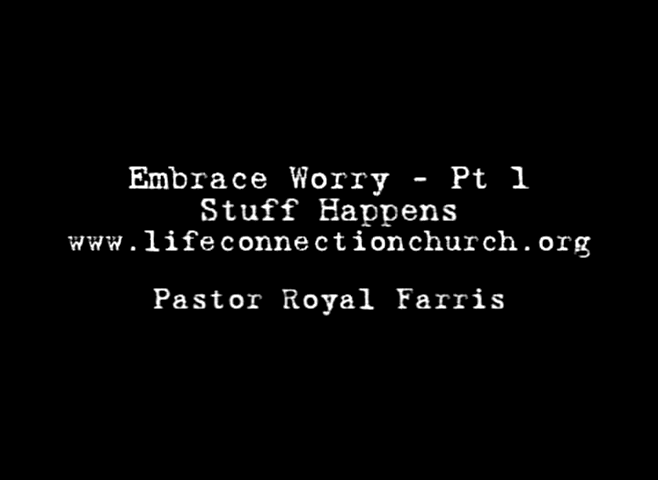 Embrace Worry - Pt 1
Stuff Happens
www.lifeconnectionchurch.org
Pastor Royal Farris